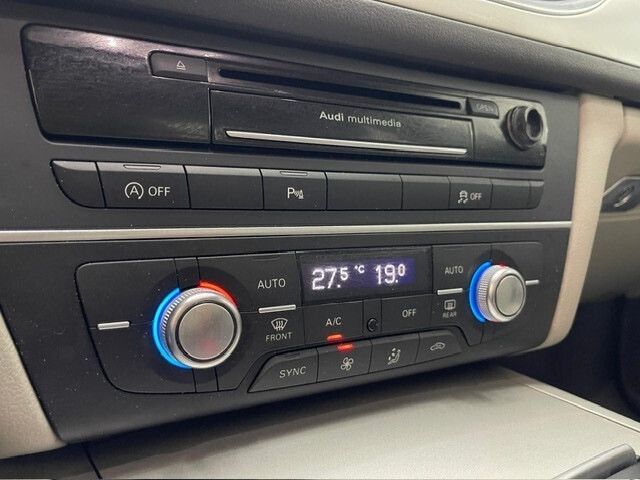 OPEN
Audi multimedia
A OFF
P
OFF
AUTO
27.5 °C 19.0
AUTO
FRONT
A/C
OFF
REAR
SYNC